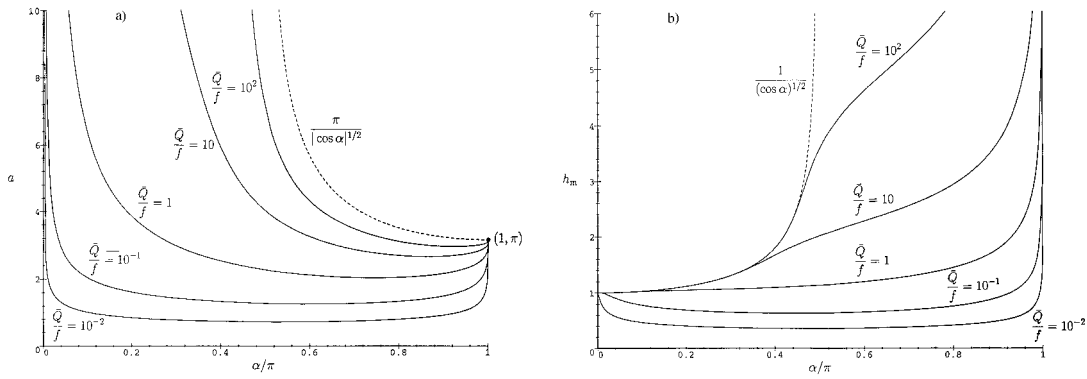 a)
10
8
6
4
2
0
a
0
0.2
0.4
0.6
0.8
1
α/π
Q̄/f = 10²
Q̄/f = 10
Q̄/f = 1
Q̄/f = 10⁻¹
Q̄/f = 10⁻²
π/|cos α|^{1/2}
(1, π)
b)
6
5
4
3
2
1
0
h_m
0
0.2
0.4
0.6
0.8
1
α/π
1/(cos α)^{1/2}
Q̄/f = 10²
Q̄/f = 10
Q̄/f = 1
Q̄/f = 10⁻¹
Q̄/f = 10⁻²